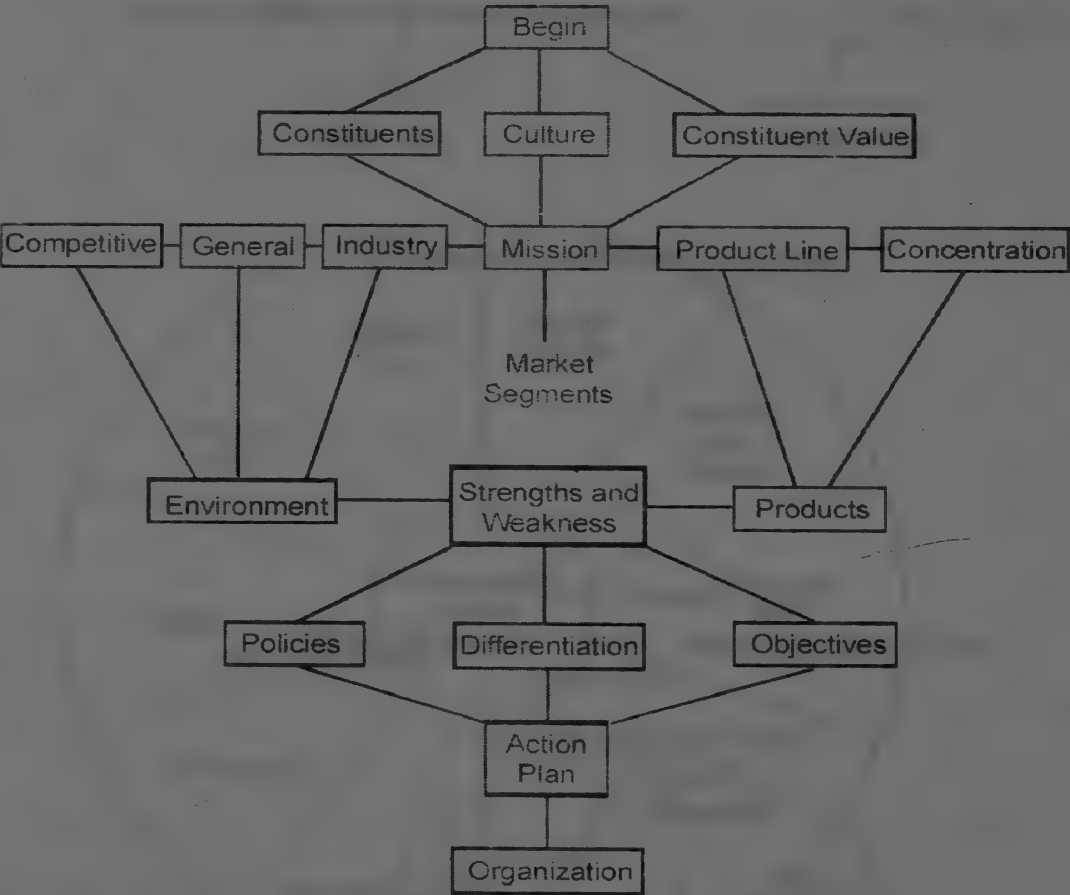 Begin
Constituents
Culture
Constituent Value
Competitive
General
Industry
Mission
Product Line
Concentration
Market
Segments
Environment
Strengths and
Weakness
Products
Policies
Differentiation
Objectives
Action
Plan
Organization